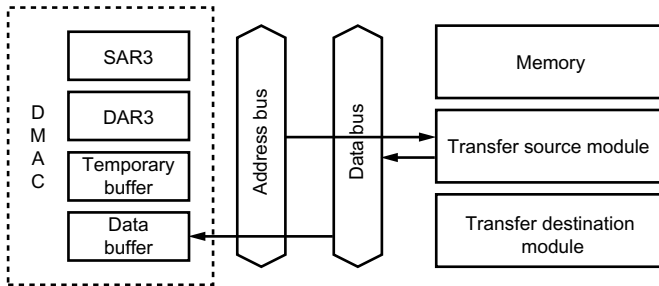 SAR3
DAR3
Temporary
buffer
Data
buffer
D
M
A
C
Address bus
Data bus
Memory
Transfer source module
Transfer destination
module